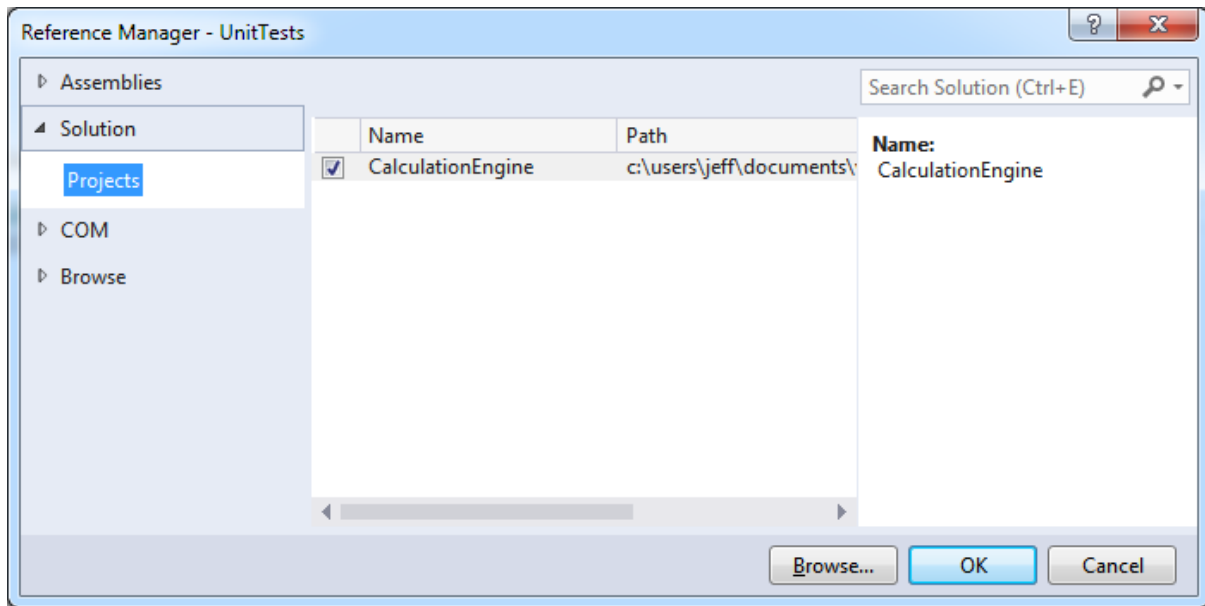 Reference Manager - UnitTests
Assemblies
Search Solution (Ctrl+E)
Solution
Projects
COM
Browse
Name Path
CalculationEngine c:\users\jeff\documents\
Name:
CalculationEngine
Browse... OK Cancel